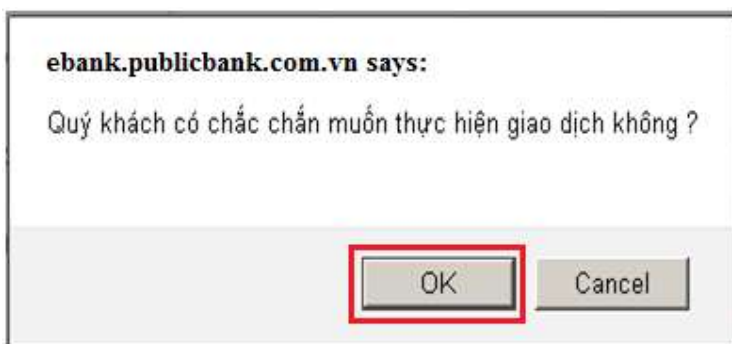 ebank.publicbank.com.vn says:
Quý khách có chắc chắn muốn thực hiện giao dịch không ?
OK Cancel